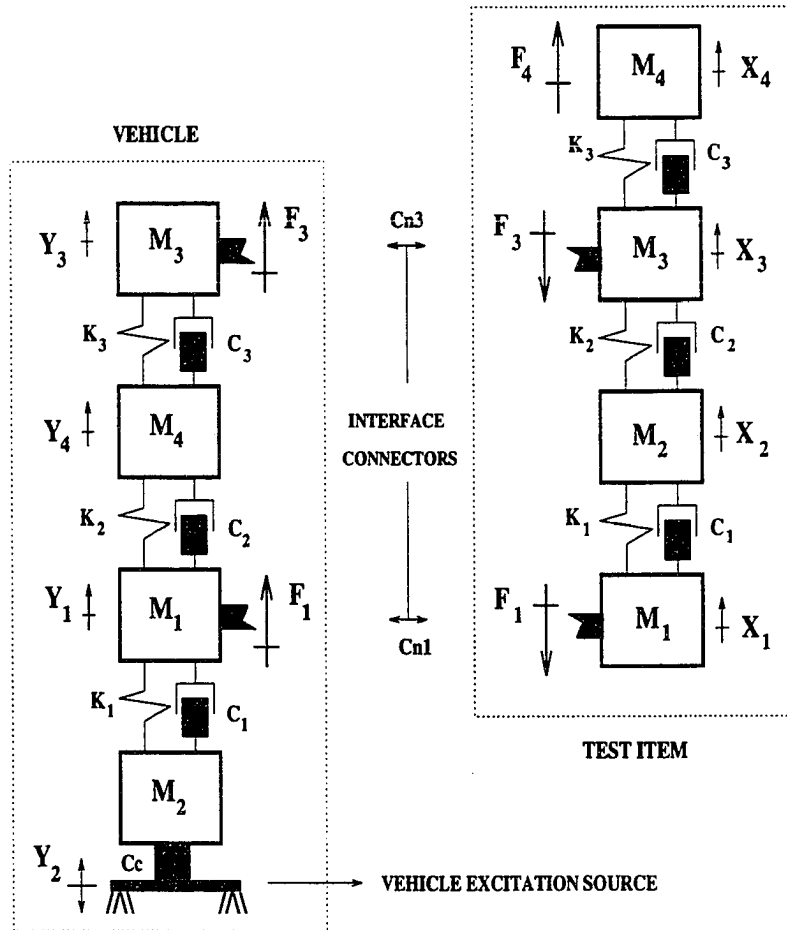 VEHICLE
Y3
M3
F3
K3
C3
Y4
M4
K2
C2
Y1
M1
F1
K1
C1
M2
Y2
Cc
Cn3
INTERFACE
CONNECTORS
Cn1
VEHICLE EXCITATION SOURCE
F4
M4
X4
K3
C3
F3
M3
X3
K2
C2
M2
X2
K1
C1
F1
M1
X1
TEST ITEM